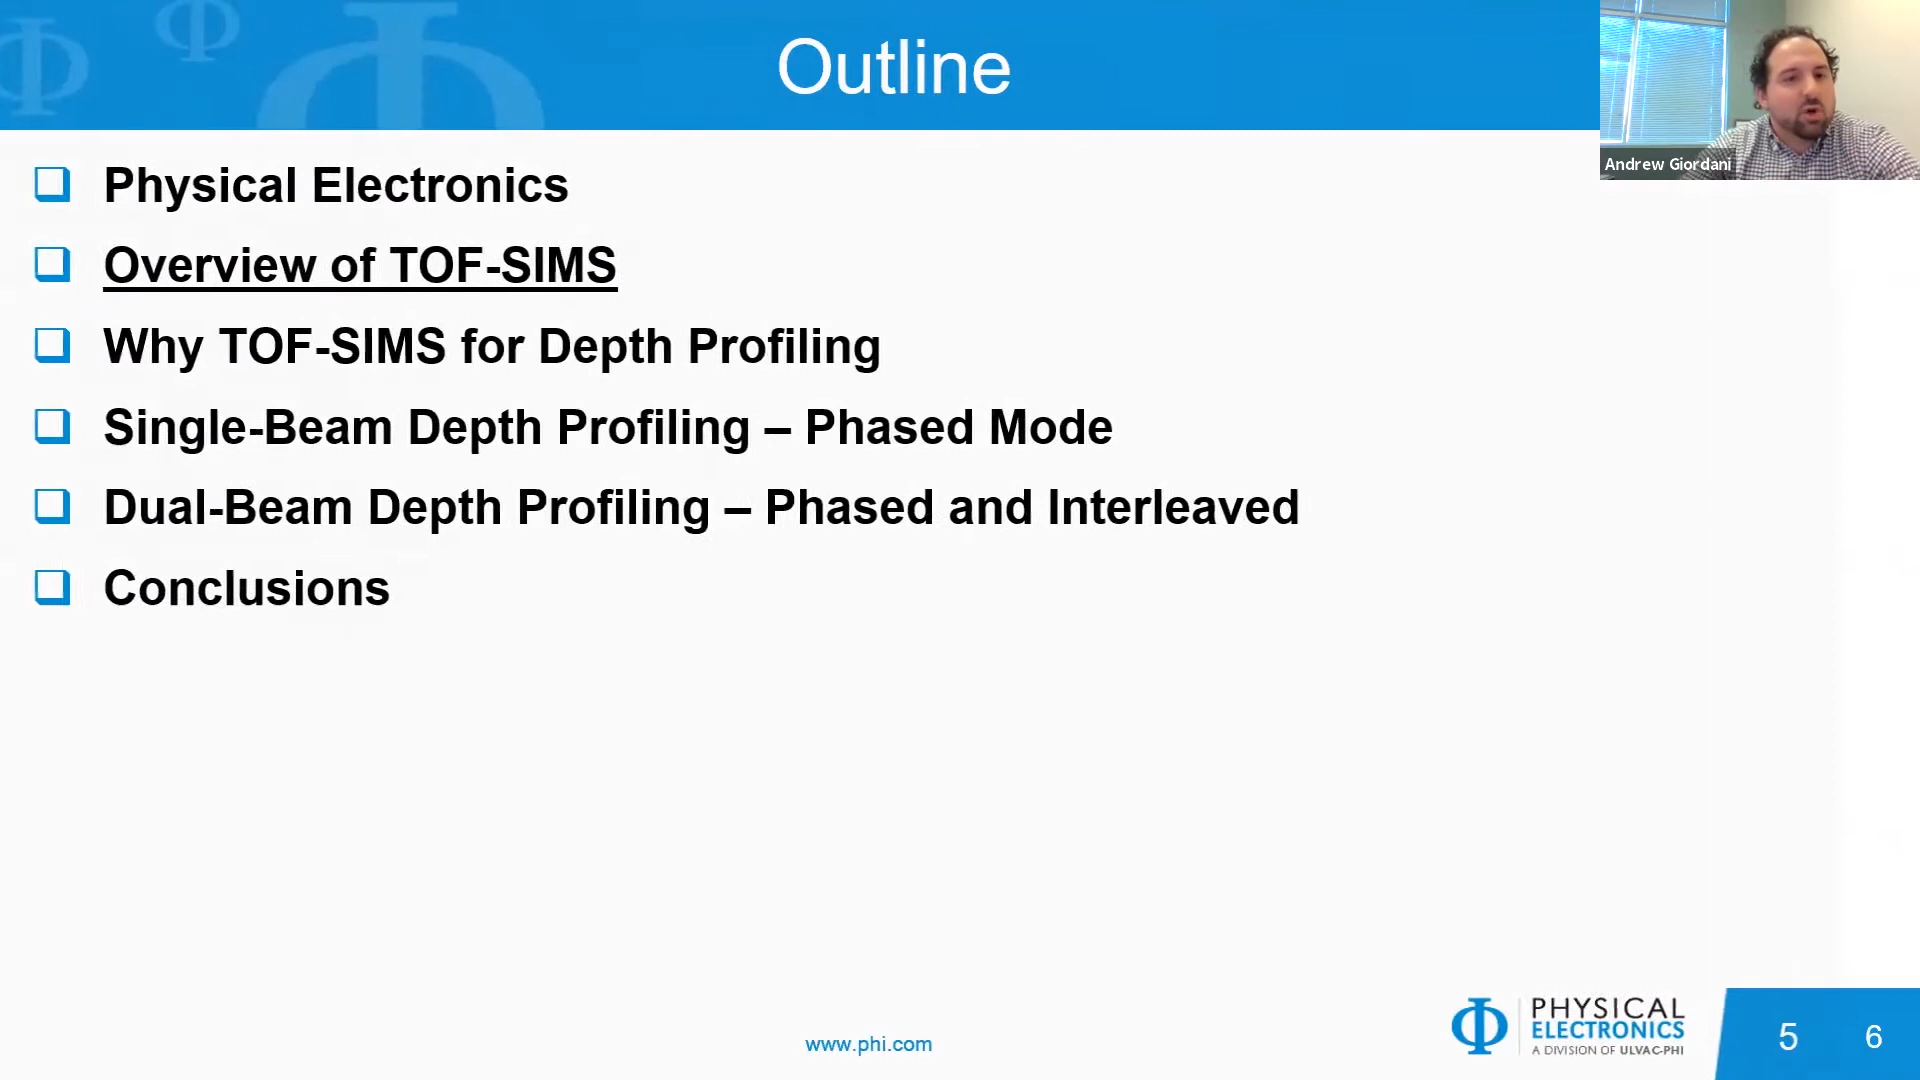 Outline
Andrew Giordani
Physical Electronics
Overview of TOF-SIMS
Why TOF-SIMS for Depth Profiling
Single-Beam Depth Profiling – Phased Mode
Dual-Beam Depth Profiling – Phased and Interleaved
Conclusions
www.phi.com
PHYSICAL
ELECTRONICS
A DIVISION OF ULVAC-PHI
5
6